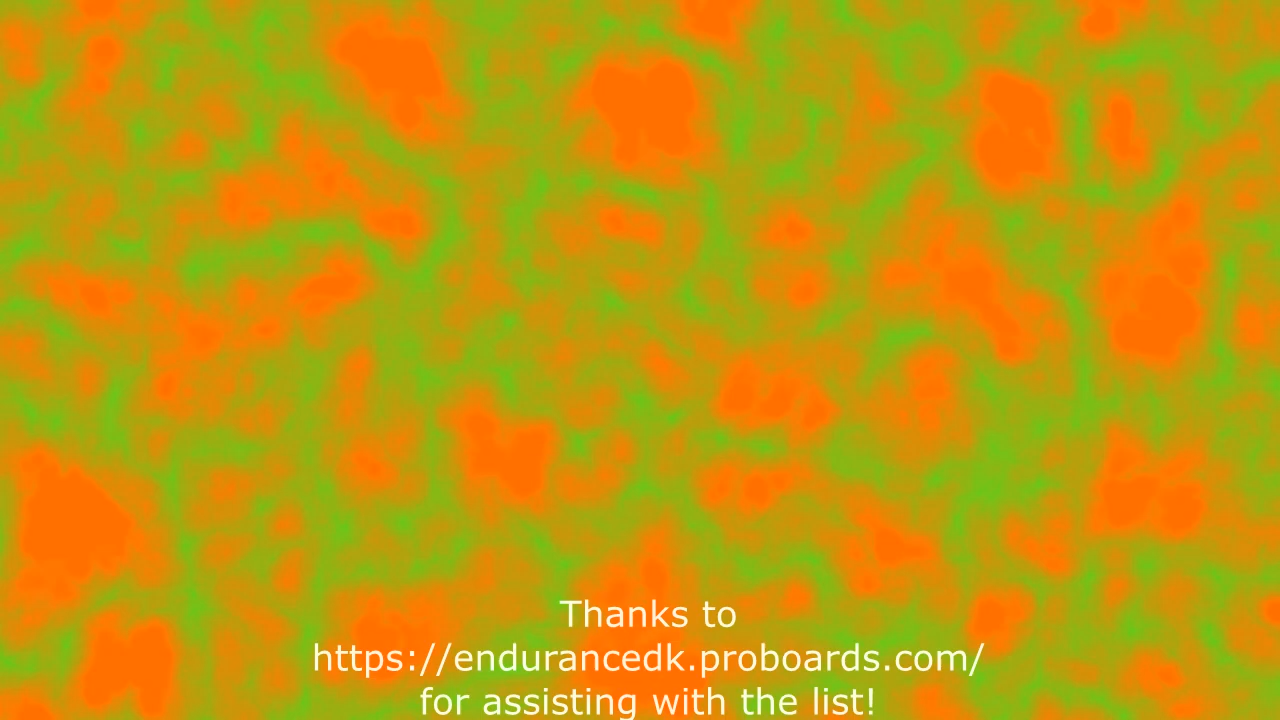 Thanks to
https://endurancedk.proboards.com/
for assisting with the list!